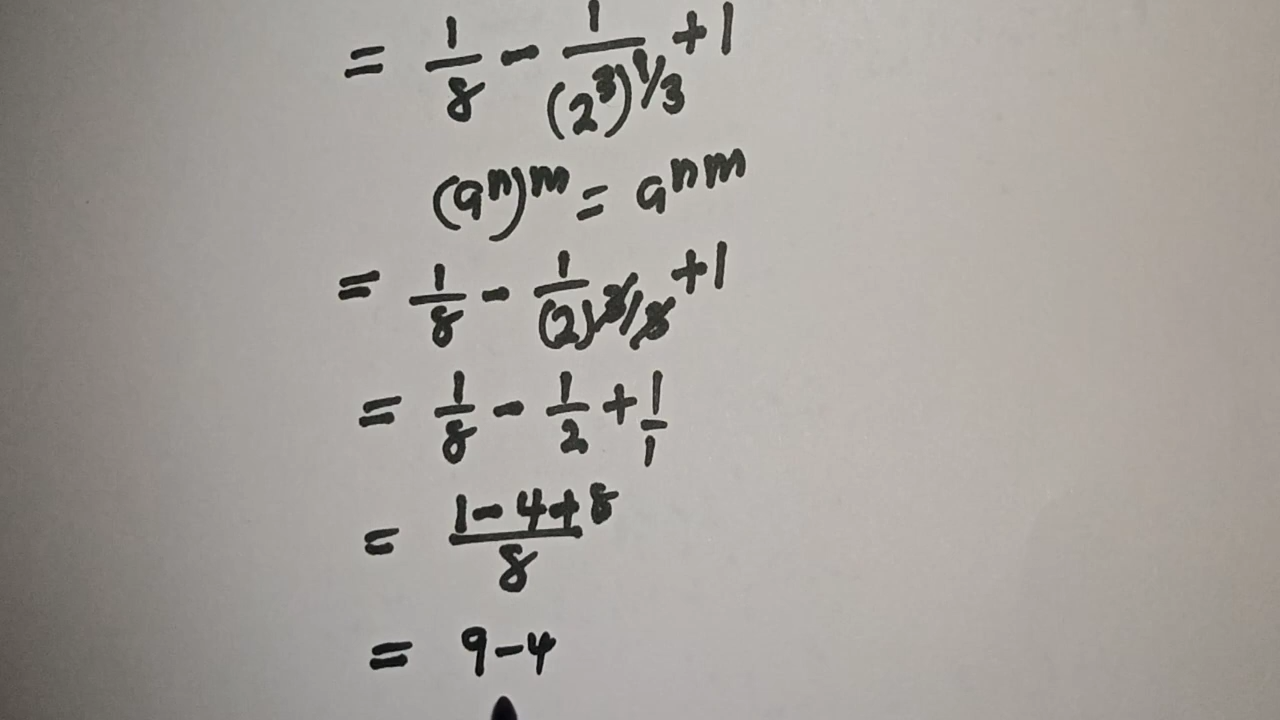 = 1/8 - 1/(2³)^1/3 + 1
(aⁿ)ᵐ = aⁿᵐ
= 1/8 - 1/(2)^3/3 + 1
= 1/8 - 1/2 + 1/1
= 1-4+8/8
= 9-4